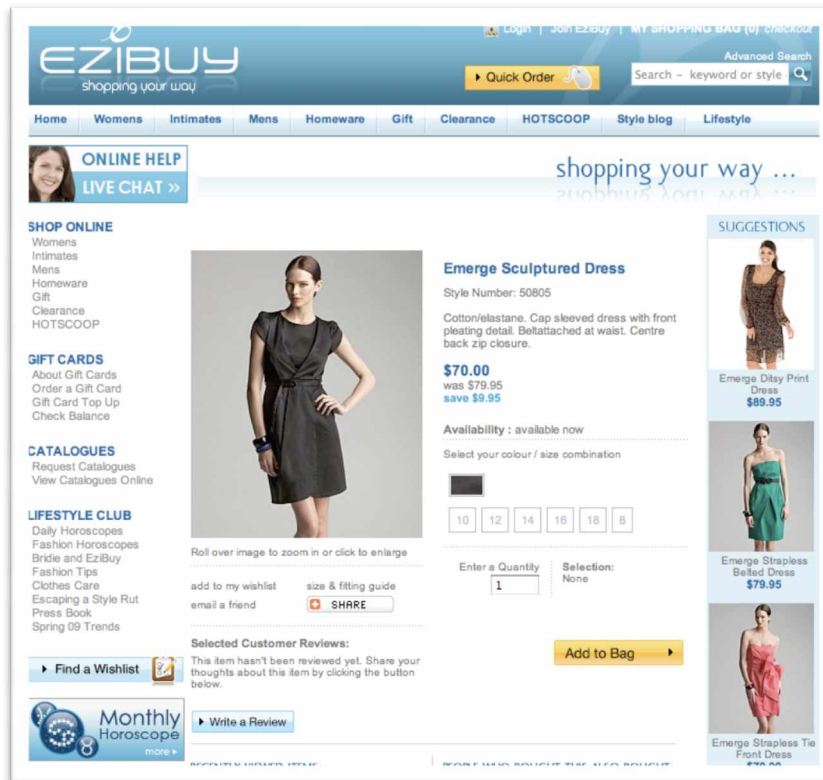 Login | Join EziBuy | MY SHOPPING BAG (0) checkout
EZIBUY
shopping your way
Advanced Search
Quick Order
Search - keyword or style
Home Womens Intimates Mens Homeware Gift Clearance HOTSCOOP Style blog Lifestyle
ONLINE HELP
LIVE CHAT >>
shopping your way ...
SHOP ONLINE
Womens
Intimates
Mens
Homeware
Gift
Clearance
HOTSCOOP
GIFT CARDS
About Gift Cards
Order a Gift Card
Gift Card Top Up
Check Balance
CATALOGUES
Request Catalogues
View Catalogues Online
LIFESTYLE CLUB
Daily Horoscopes
Fashion Horoscopes
Bridie and EziBuy
Fashion Tips
Clothes Care
Escaping a Style Rut
Press Book
Spring 09 Trends
Find a Wishlist
Monthly
Horoscope
more
Roll over image to zoom in or click to enlarge
add to my wishlist size & fitting guide
email a friend SHARE
Selected Customer Reviews:
This item hasn't been reviewed yet. Share your
thoughts about this item by clicking the button
below.
Write a Review
RECENTLY VIEWED ITEMS:
Emerge Sculptured Dress
Style Number: 50805
Cotton/elastane. Cap sleeved dress with front
pleating detail. Beltattached at waist. Centre
back zip closure.
$70.00
was $79.95
save $9.95
Availability : available now
Select your colour / size combination
10 12 14 16 18 8
Enter a Quantity
1
Selection:
None
Add to Bag
PEOPLE WHO BOUGHT THIS ALSO BOUGHT
SUGGESTIONS
Emerge Ditsy Print
Dress
$89.95
Emerge Strapless
Belted Dress
$79.95
Emerge Strapless Tie
Front Dress